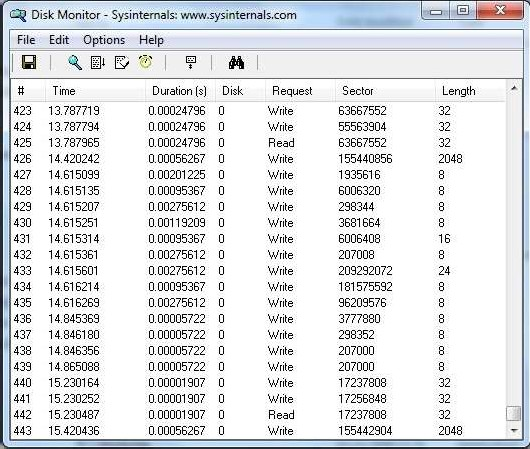 Disk Monitor - Sysinternals: www.sysinternals.com
File Edit Options Help
# Time Duration (s) Disk Request Sector Length
423 13.787719 0.00024796 0 Write 63667552 32
424 13.787794 0.00024796 0 Write 55563904 32
425 13.787965 0.00024796 0 Read 63667552 32
426 14.420242 0.00056267 0 Write 155440856 2048
427 14.615099 0.00201225 0 Write 1935616 8
428 14.615135 0.00095367 0 Write 6006320 8
429 14.615207 0.00275612 0 Write 298344 8
430 14.615251 0.00119209 0 Write 3681664 8
431 14.615314 0.00095367 0 Write 6006408 16
432 14.615361 0.00275612 0 Write 207008 8
433 14.615601 0.00275612 0 Write 209292072 24
434 14.616214 0.00095367 0 Write 181575592 8
435 14.616269 0.00275612 0 Write 96209576 8
436 14.845369 0.00005722 0 Write 3777880 8
437 14.846180 0.00005722 0 Write 298352 8
438 14.846356 0.00005722 0 Write 207000 8
439 14.865088 0.00005722 0 Write 207000 8
440 15.230164 0.00001907 0 Write 17237808 32
441 15.230252 0.00001907 0 Write 17256848 32
442 15.230487 0.00001907 0 Read 17237808 32
443 15.420436 0.00056267 0 Write 155442904 2048